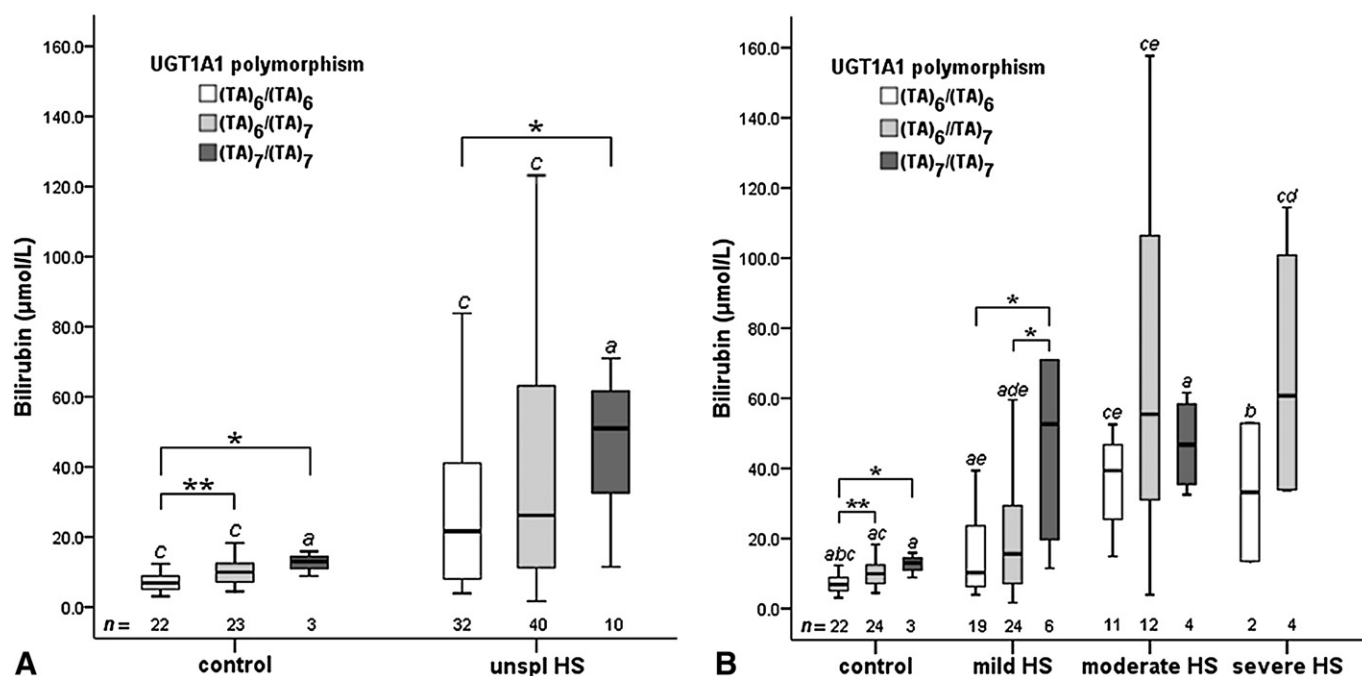 UGT1A1 polymorphism
(TA)6/(TA)6
(TA)6/(TA)7
(TA)7/(TA)7
Bilirubin (µmol/L)
160.0
140.0
120.0
100.0
80.0
60.0
40.0
20.0
0.0
*
**
*
c
c
a
c
c
a
n = 22 23 3 32 40 10
control unspl HS
A
UGT1A1 polymorphism
(TA)6/(TA)6
(TA)6//TA)7
(TA)7/(TA)7
Bilirubin (µmol/L)
160.0
140.0
120.0
100.0
80.0
60.0
40.0
20.0
0.0
*
**
*
*
abc
ac
a
ae
ade
ce
ce
a
b
cd
n = 22 24 3 19 24 6 11 12 4 2 4
control mild HS moderate HS severe HS
B